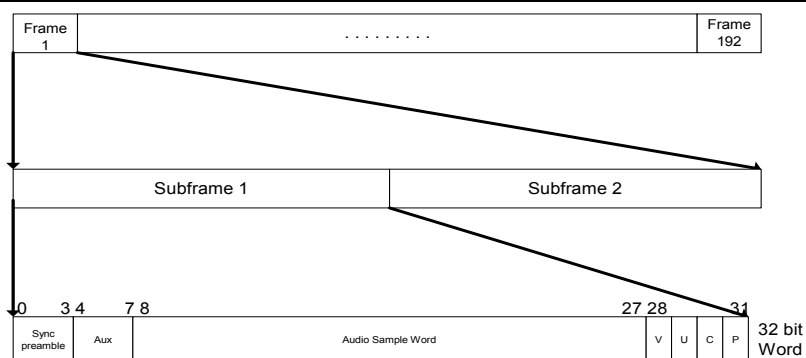 Frame
1
. . . . . . . . .
Frame
192
Subframe 1
Subframe 2
0 3 4 7 8 27 28 31
Sync
preamble
Aux
Audio Sample Word
V
U
C
P
32 bit
Word